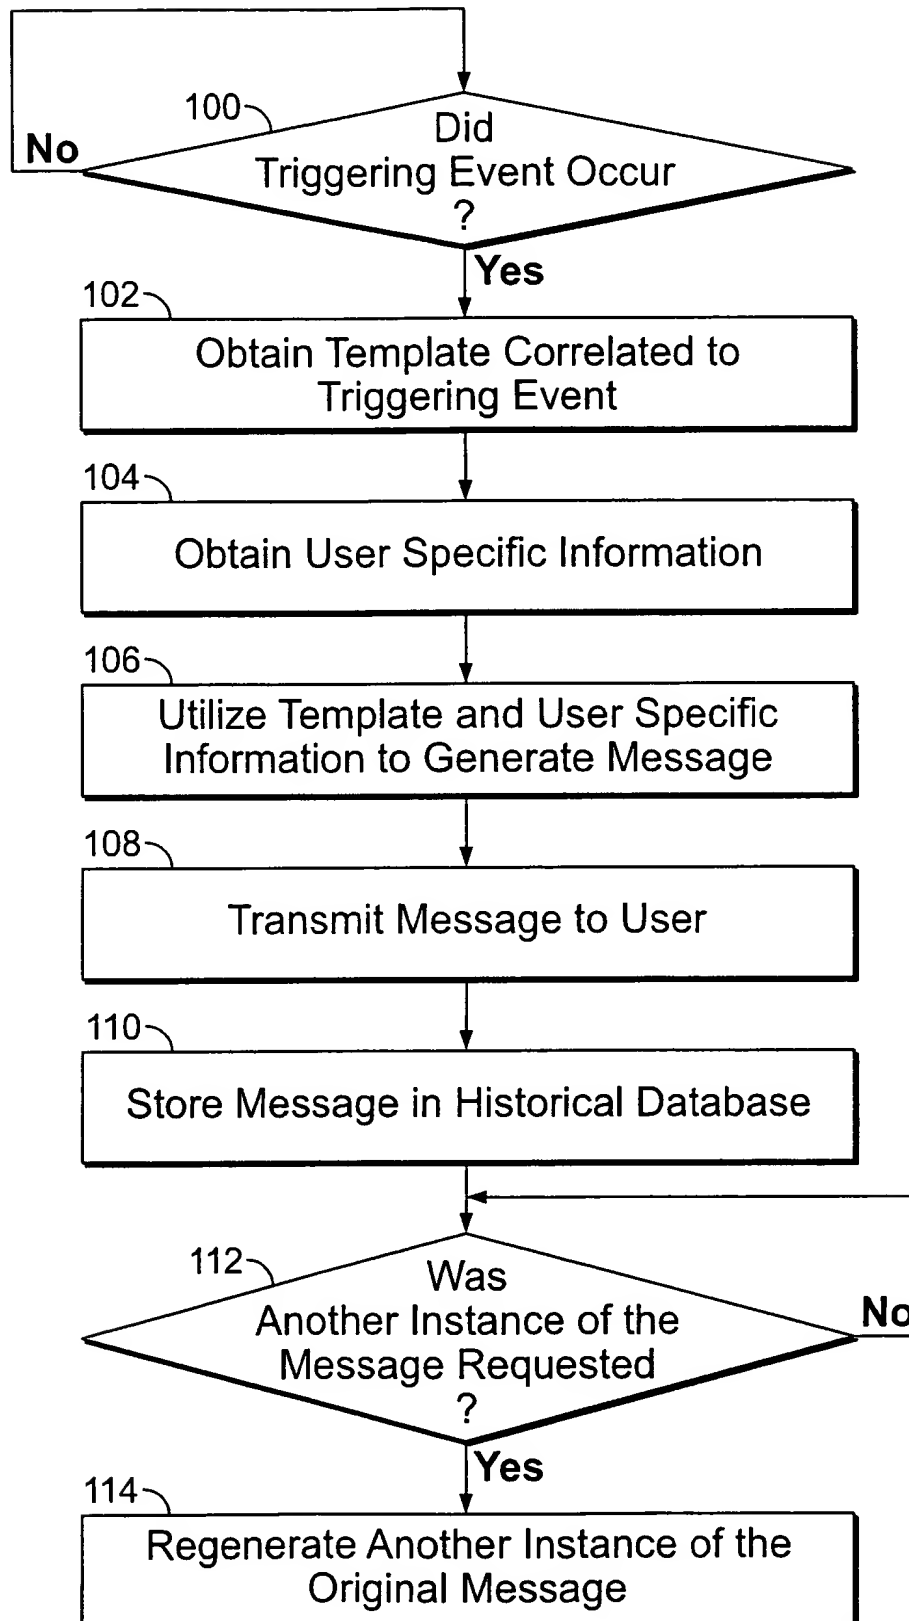 100
Did
No
Triggering Event Occur
?
Yes
102
Obtain Template Correlated to
Triggering Event
104
Obtain User Specific Information
106
Utilize Template and User Specific
Information to Generate Message
108
Transmit Message to User
110
Store Message in Historical Database
112
Was
Another Instance of the
No
Message Requested
?
Yes
114
Regenerate Another Instance of the
Original Message